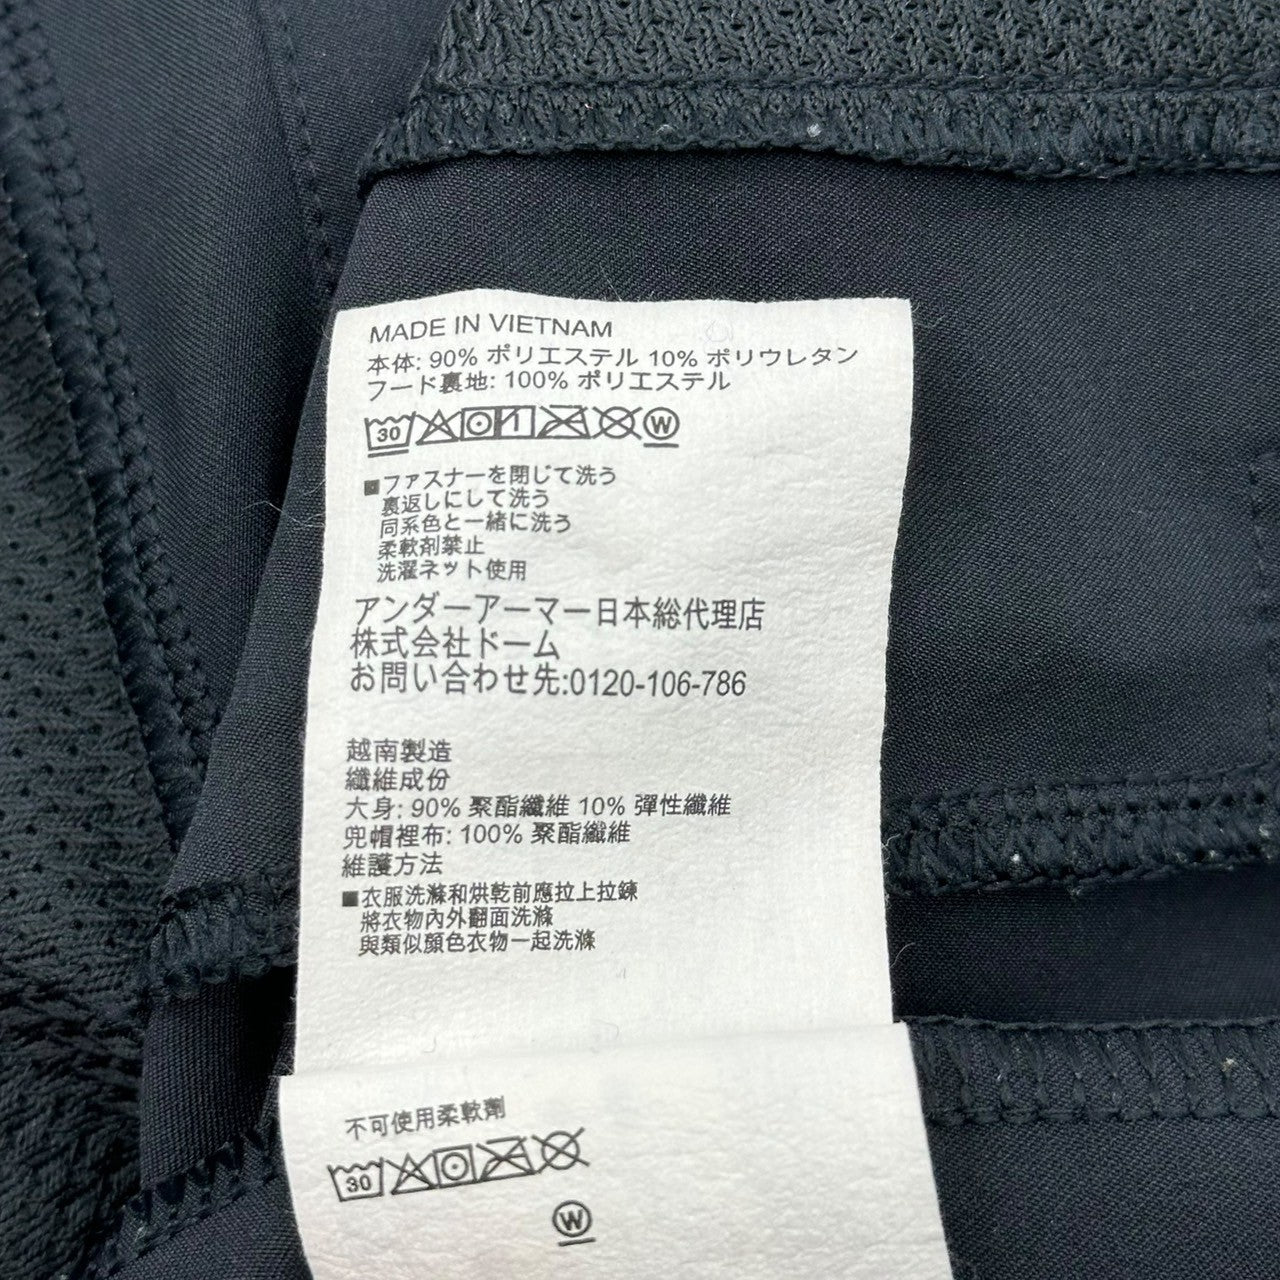 MADE IN VIETNAM
本体: 90% ポリエステル 10% ポリウレタン
フード裏地: 100% ポリエステル
30 W
■ファスナーを閉じて洗う
裏返しにして洗う
同系色と一緒に洗う
柔軟剤禁止
洗濯ネット使用
アンダーアーマー日本総代理店
株式会社ドーム
お問い合わせ先:0120-106-786
越南製造
纖維成份
大身: 90% 聚酯纖維 10% 彈性纖維
兜帽裡布: 100% 聚酯纖維
維護方法
■衣服洗滌和烘乾前應拉上拉鍊
將衣物內外翻面洗滌
與類似顏色衣物一起洗滌
不可使用柔軟劑
30
W